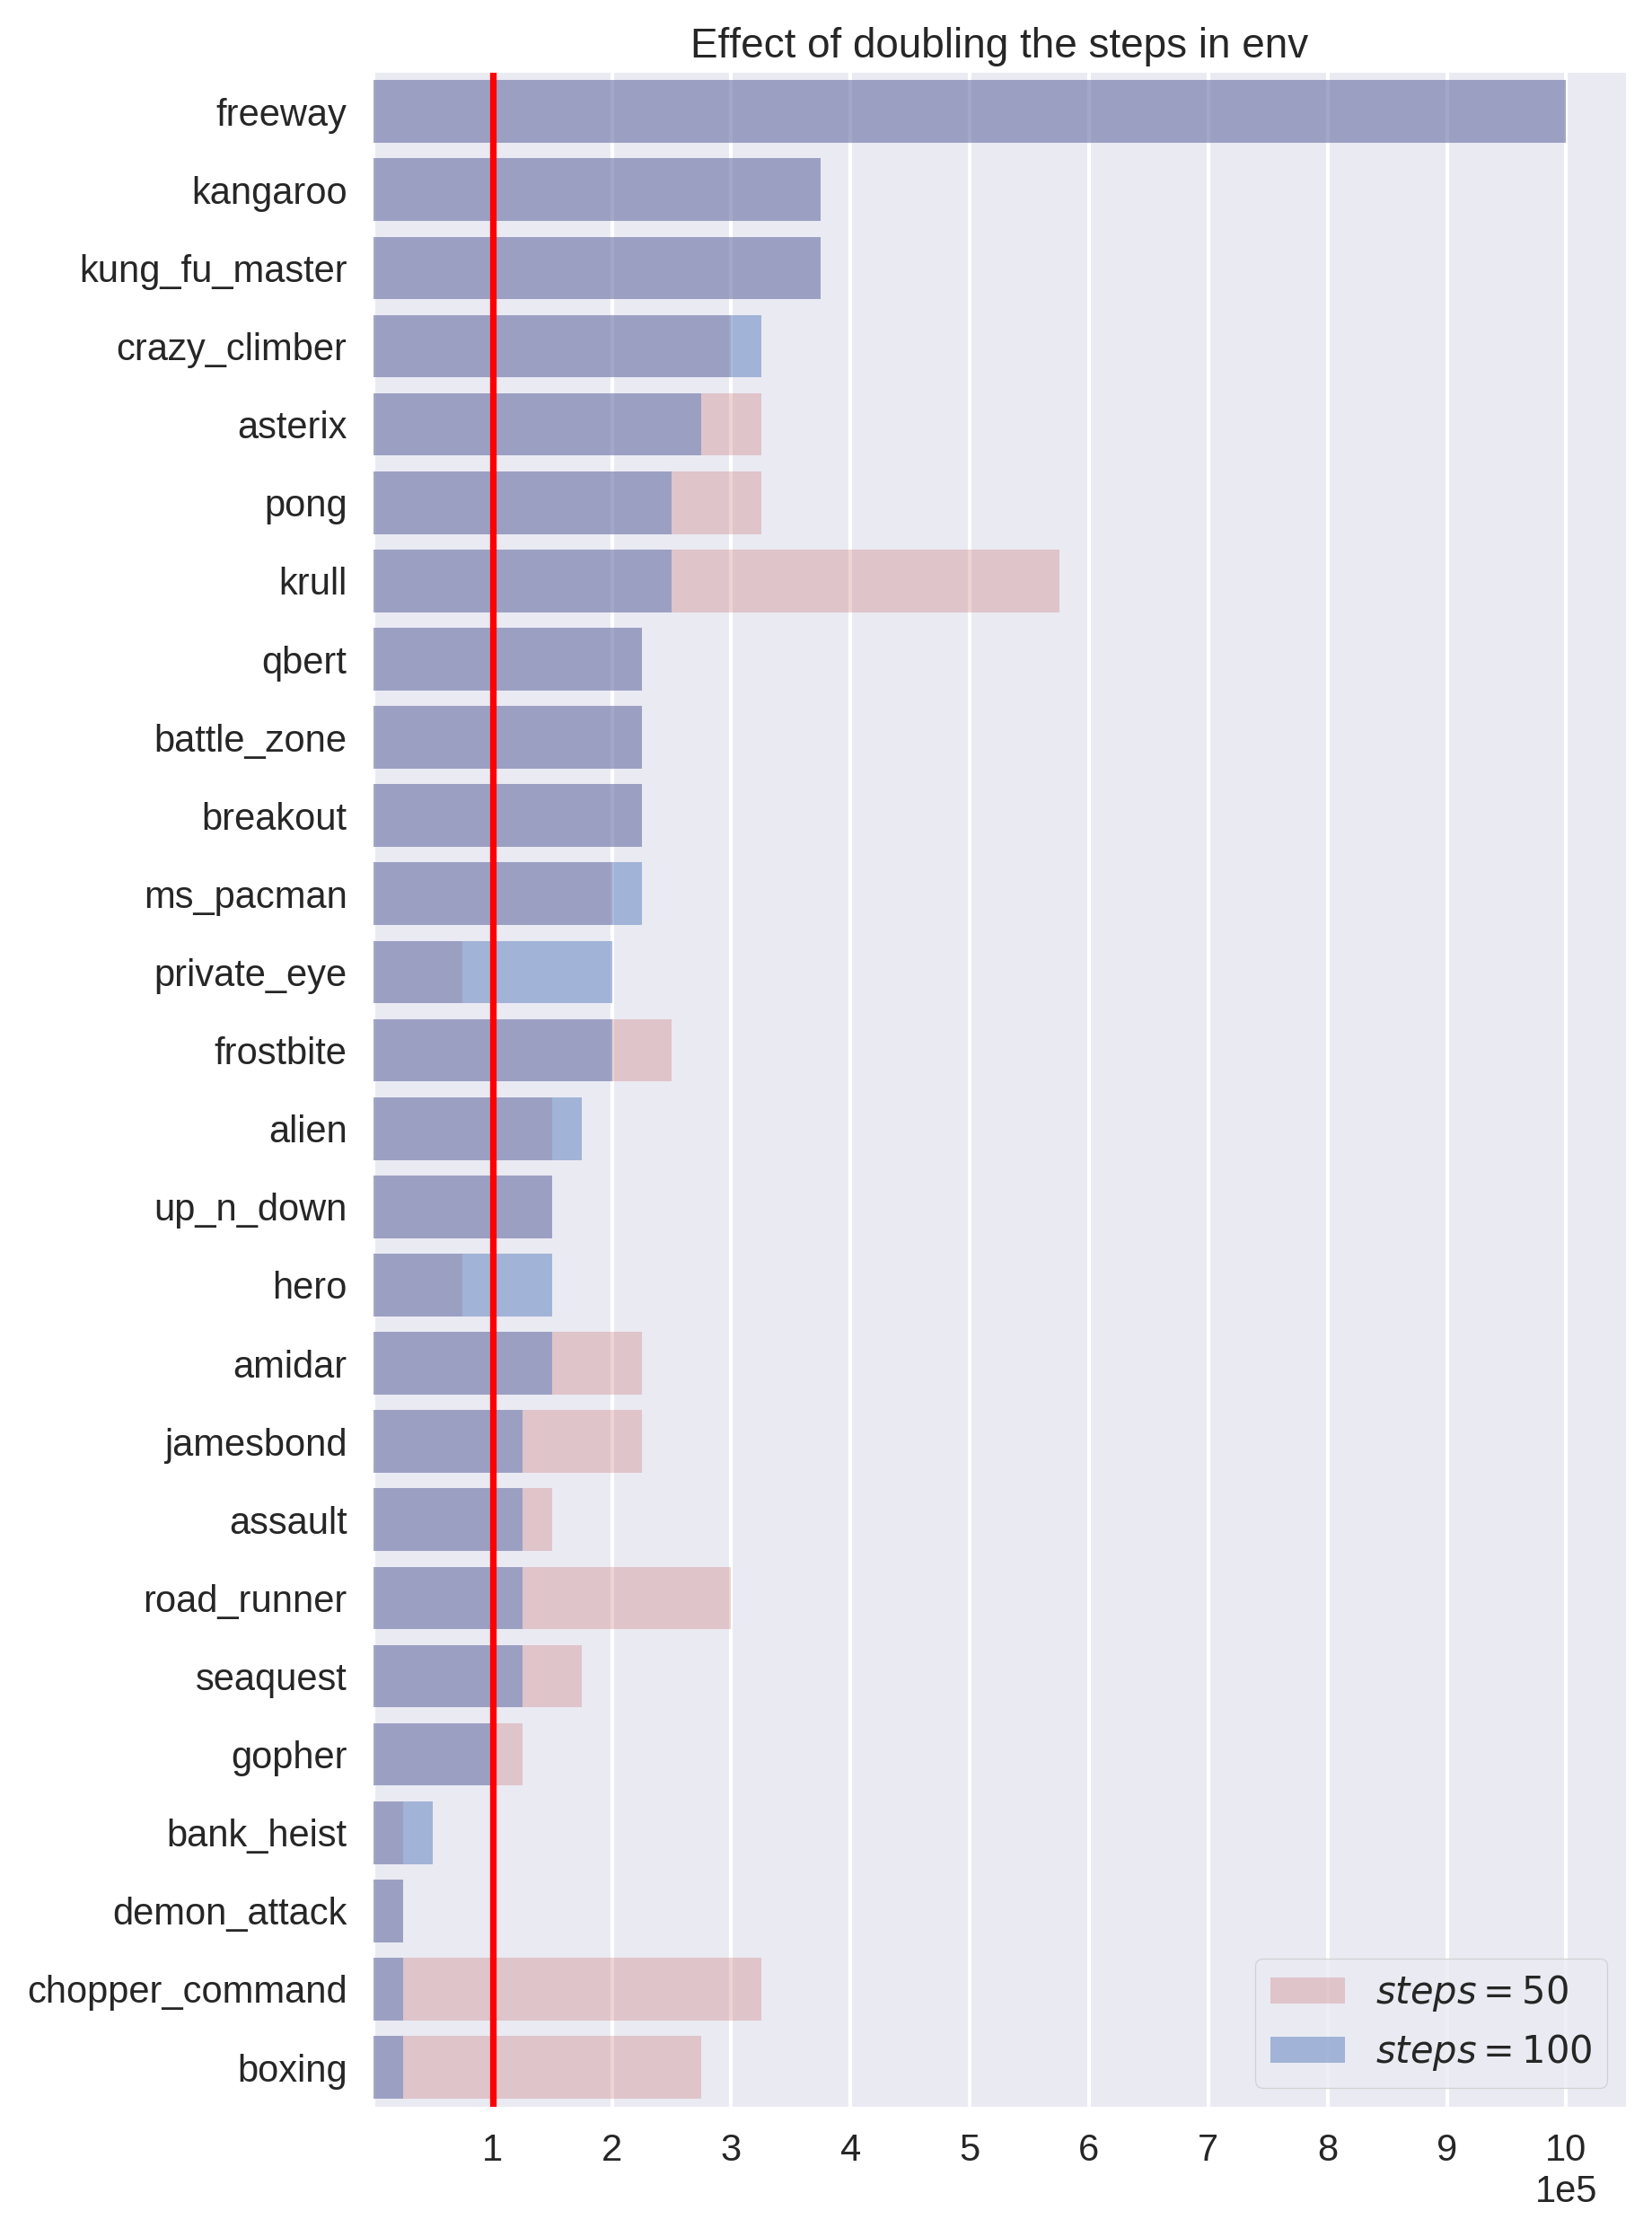 Effect of doubling the steps in env
freeway
kangaroo
kung_fu_master
crazy_climber
asterix
pong
krull
qbert
battle_zone
breakout
ms_pacman
private_eye
frostbite
alien
up_n_down
hero
amidar
jamesbond
assault
road_runner
seaquest
gopher
bank_heist
demon_attack
chopper_command
boxing
steps = 50
steps = 100
1 2 3 4 5 6 7 8 9 10
1e5